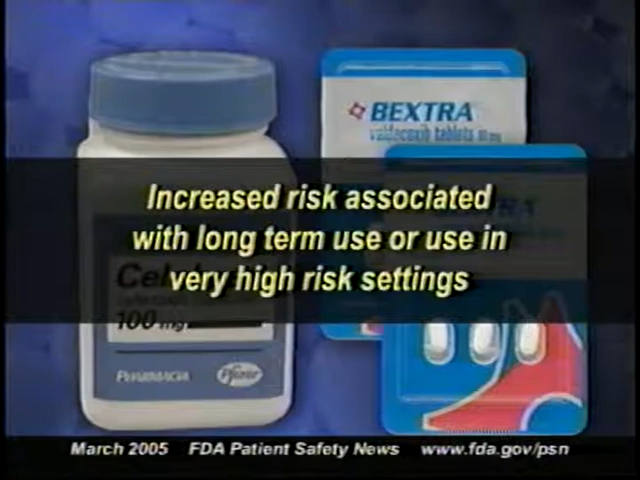 BEXTRA
valdecoxib tablets
Increased risk associated
with long term use or use in
very high risk settings
100 mg
PHARMACIA
Pfizer
March 2005 FDA Patient Safety News www.fda.gov/psn